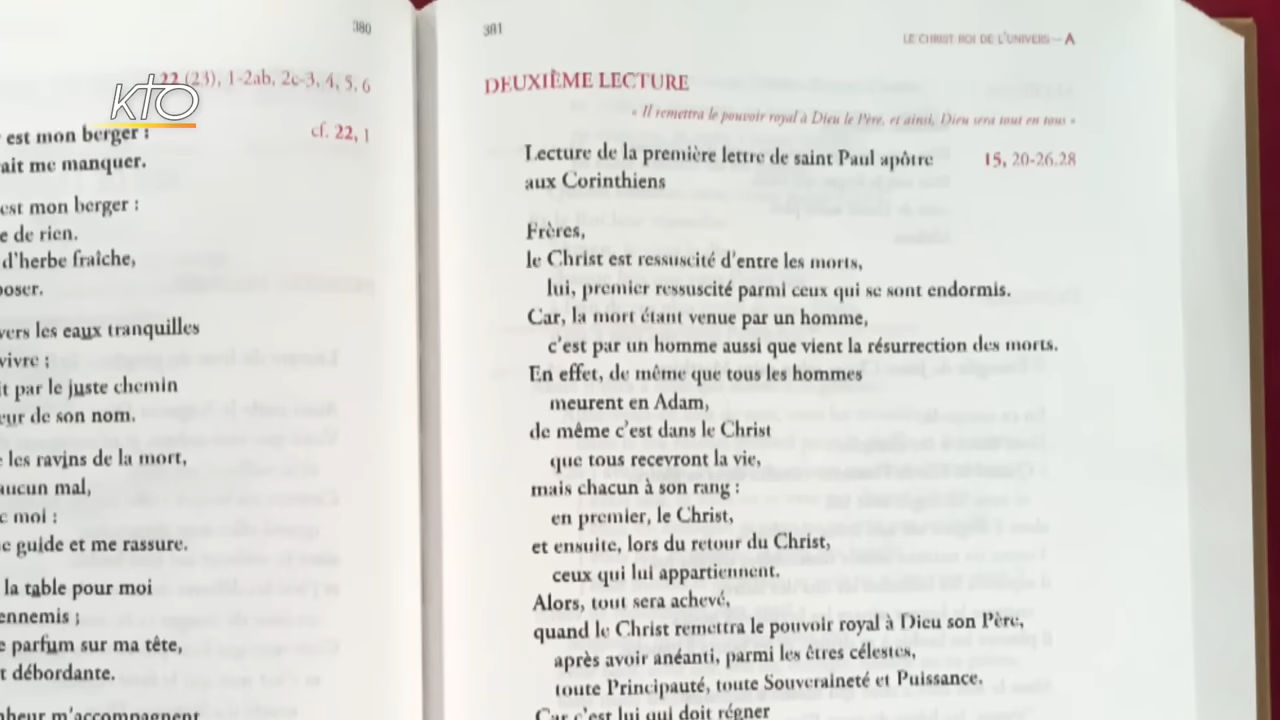 380
22 (23), 1-2ab, 2c-3, 4, 5, 6
KTO
est mon berger :
cf. 22, 1
ait me manquer.
est mon berger :
e de rien.
d'herbe fraîche,
poser.
vers les eaux tranquilles
vivre ;
it par le juste chemin
eur de son nom.
les ravins de la mort,
aucun mal,
c moi :
e guide et me rassure.
la table pour moi
ennemis ;
e parfum sur ma tête,
t débordante.
nheur m'accompagnent
381
LE CHRIST ROI DE L'UNIVERS — A
DEUXIÈME LECTURE
« Il remettra le pouvoir royal à Dieu le Père, et ainsi, Dieu sera tout en tous »
Lecture de la première lettre de saint Paul apôtre 15, 20-26.28
aux Corinthiens
Frères,
le Christ est ressuscité d'entre les morts,
lui, premier ressuscité parmi ceux qui se sont endormis.
Car, la mort étant venue par un homme,
c'est par un homme aussi que vient la résurrection des morts.
En effet, de même que tous les hommes
meurent en Adam,
de même c'est dans le Christ
que tous recevront la vie,
mais chacun à son rang :
en premier, le Christ,
et ensuite, lors du retour du Christ,
ceux qui lui appartiennent.
Alors, tout sera achevé,
quand le Christ remettra le pouvoir royal à Dieu son Père,
après avoir anéanti, parmi les êtres célestes,
toute Principauté, toute Souveraineté et Puissance.
Car c'est lui qui doit régner